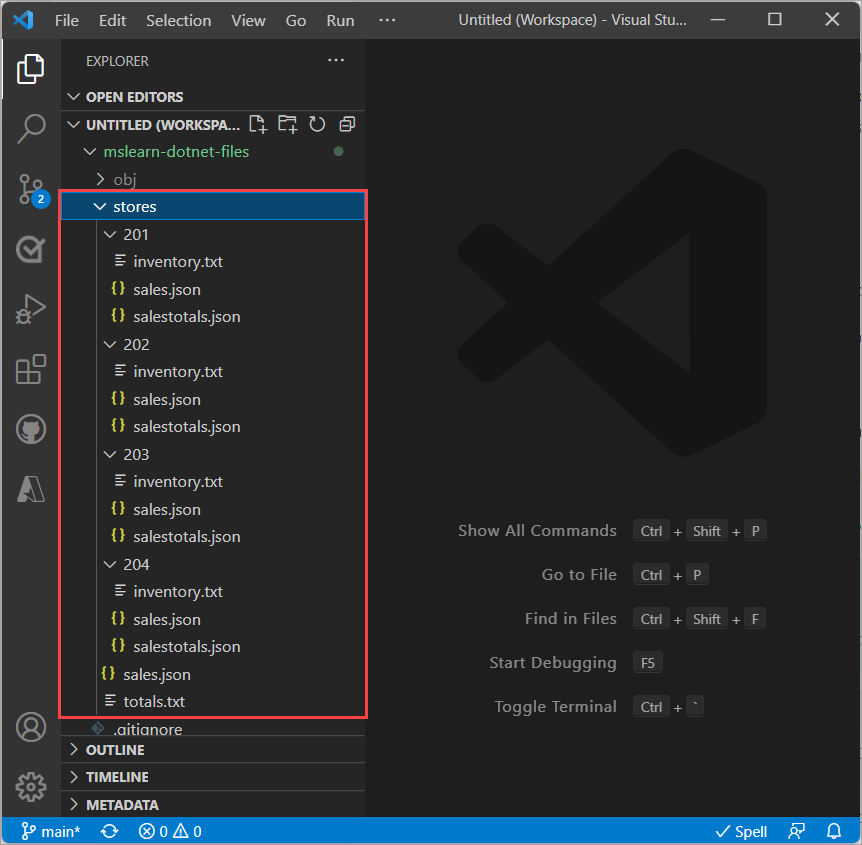 File Edit Selection View Go Run ··· Untitled (Workspace) - Visual Stu...
EXPLORER ···
OPEN EDITORS
UNTITLED (WORKSPA...
mslearn-dotnet-files
obj
2
stores
201
inventory.txt
{} sales.json
{} salestotals.json
202
inventory.txt
{} sales.json
{} salestotals.json
203
inventory.txt
{} sales.json
{} salestotals.json
204
inventory.txt
{} sales.json
{} salestotals.json
{} sales.json
totals.txt
.gitignore
OUTLINE
TIMELINE
METADATA
Show All Commands Ctrl + Shift + P
Go to File Ctrl + P
Find in Files Ctrl + Shift + F
Start Debugging F5
Toggle Terminal Ctrl + `
main* 0 0 Spell